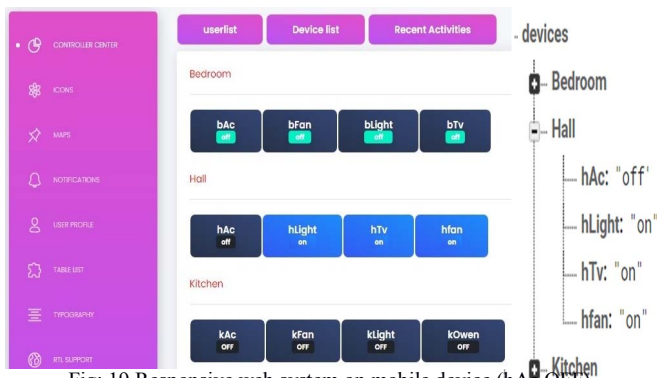 CONTROLLER CENTER
ICONS
MAPS
NOTIFICATIONS
USER PROFILE
TABLE LIST
TYPOGRAPHY
RTL SUPPORT
userlist Device list Recent Activities
Bedroom
bAc bFan bLight bTv
off off off off
Hall
hAc hLight hTv hfan
off on on on
Kitchen
kAc kFan kLight kOwen
OFF OFF OFF OFF
devices
Bedroom
Hall
hAc: "off"
hLight: "on"
hTv: "on"
hfan: "on"
Kitchen
Fig: 19 Responsive web system on mobile device (hAc OFF)